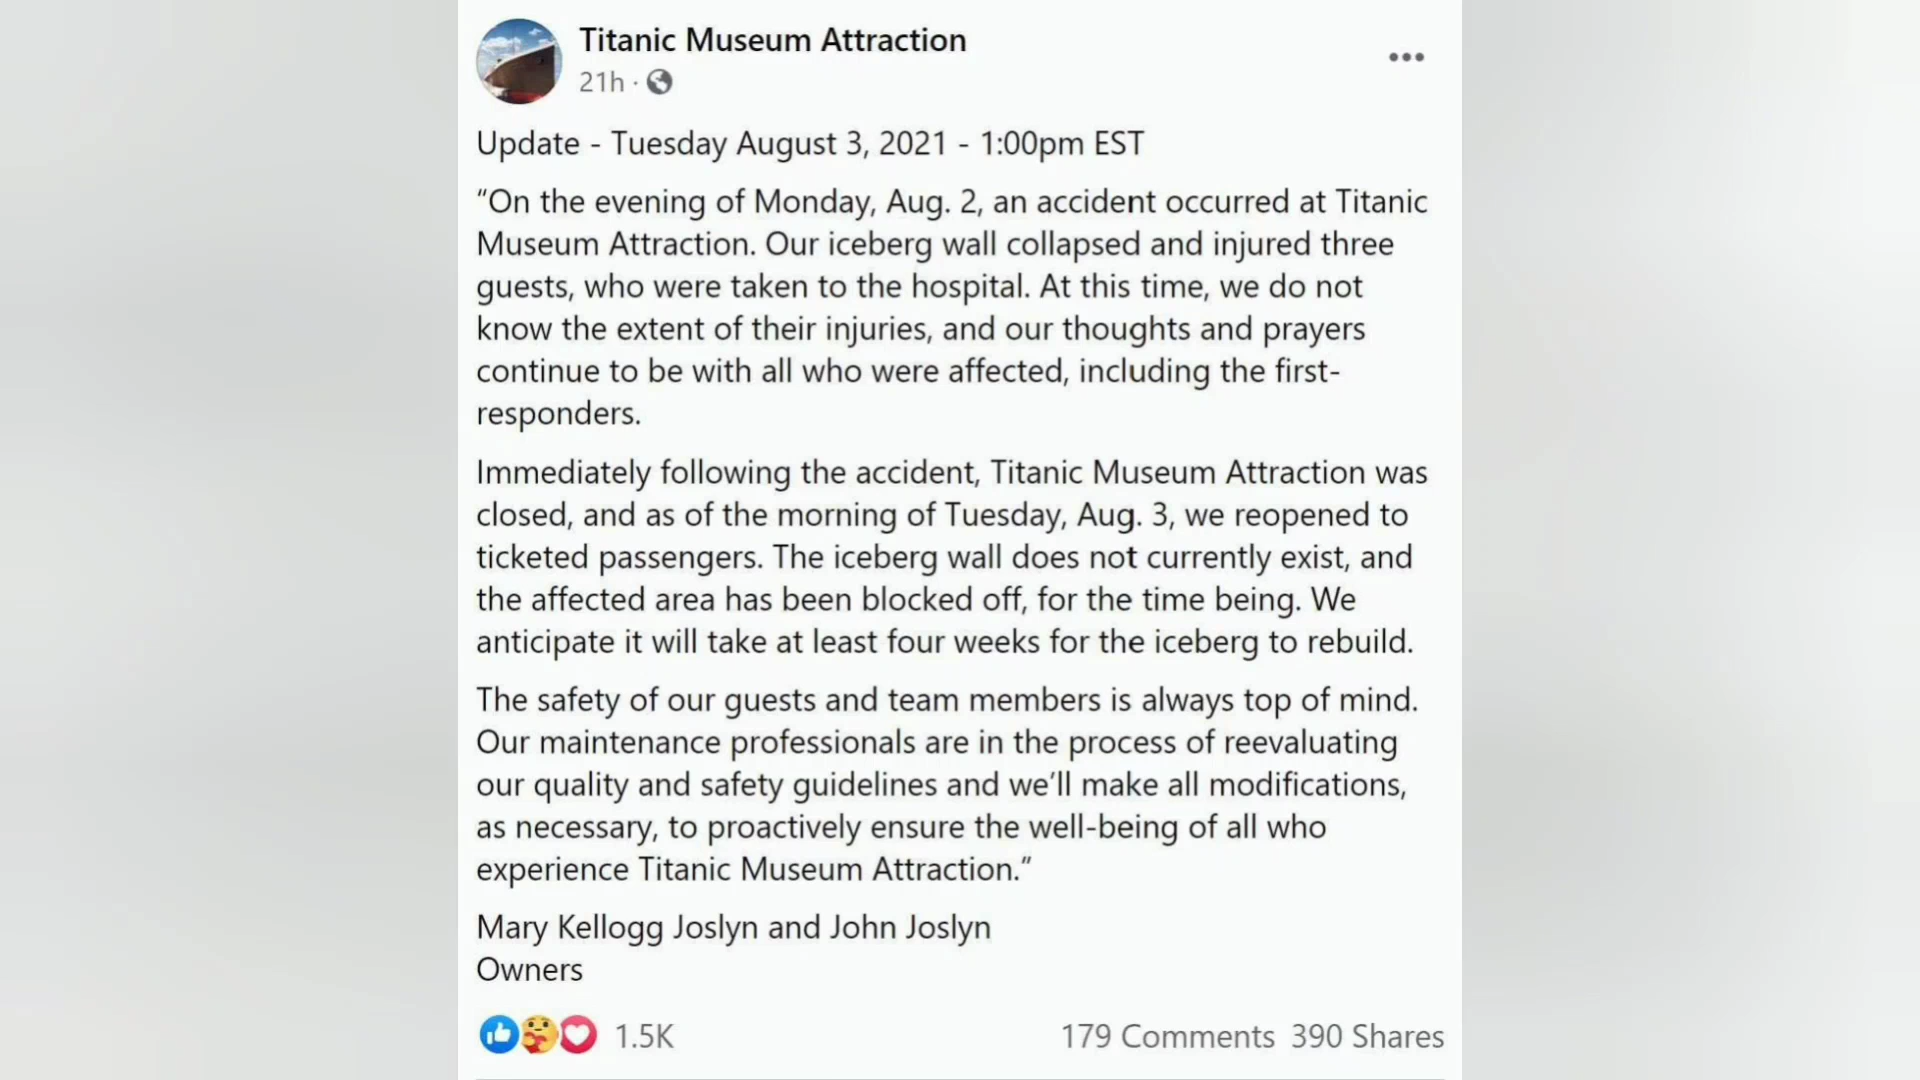 Titanic Museum Attraction
21h ·
Update - Tuesday August 3, 2021 - 1:00pm EST
“On the evening of Monday, Aug. 2, an accident occurred at Titanic
Museum Attraction. Our iceberg wall collapsed and injured three
guests, who were taken to the hospital. At this time, we do not
know the extent of their injuries, and our thoughts and prayers
continue to be with all who were affected, including the first-
responders.
Immediately following the accident, Titanic Museum Attraction was
closed, and as of the morning of Tuesday, Aug. 3, we reopened to
ticketed passengers. The iceberg wall does not currently exist, and
the affected area has been blocked off, for the time being. We
anticipate it will take at least four weeks for the iceberg to rebuild.
The safety of our guests and team members is always top of mind.
Our maintenance professionals are in the process of reevaluating
our quality and safety guidelines and we’ll make all modifications,
as necessary, to proactively ensure the well-being of all who
experience Titanic Museum Attraction.”
Mary Kellogg Joslyn and John Joslyn
Owners
1.5K 179 Comments 390 Shares